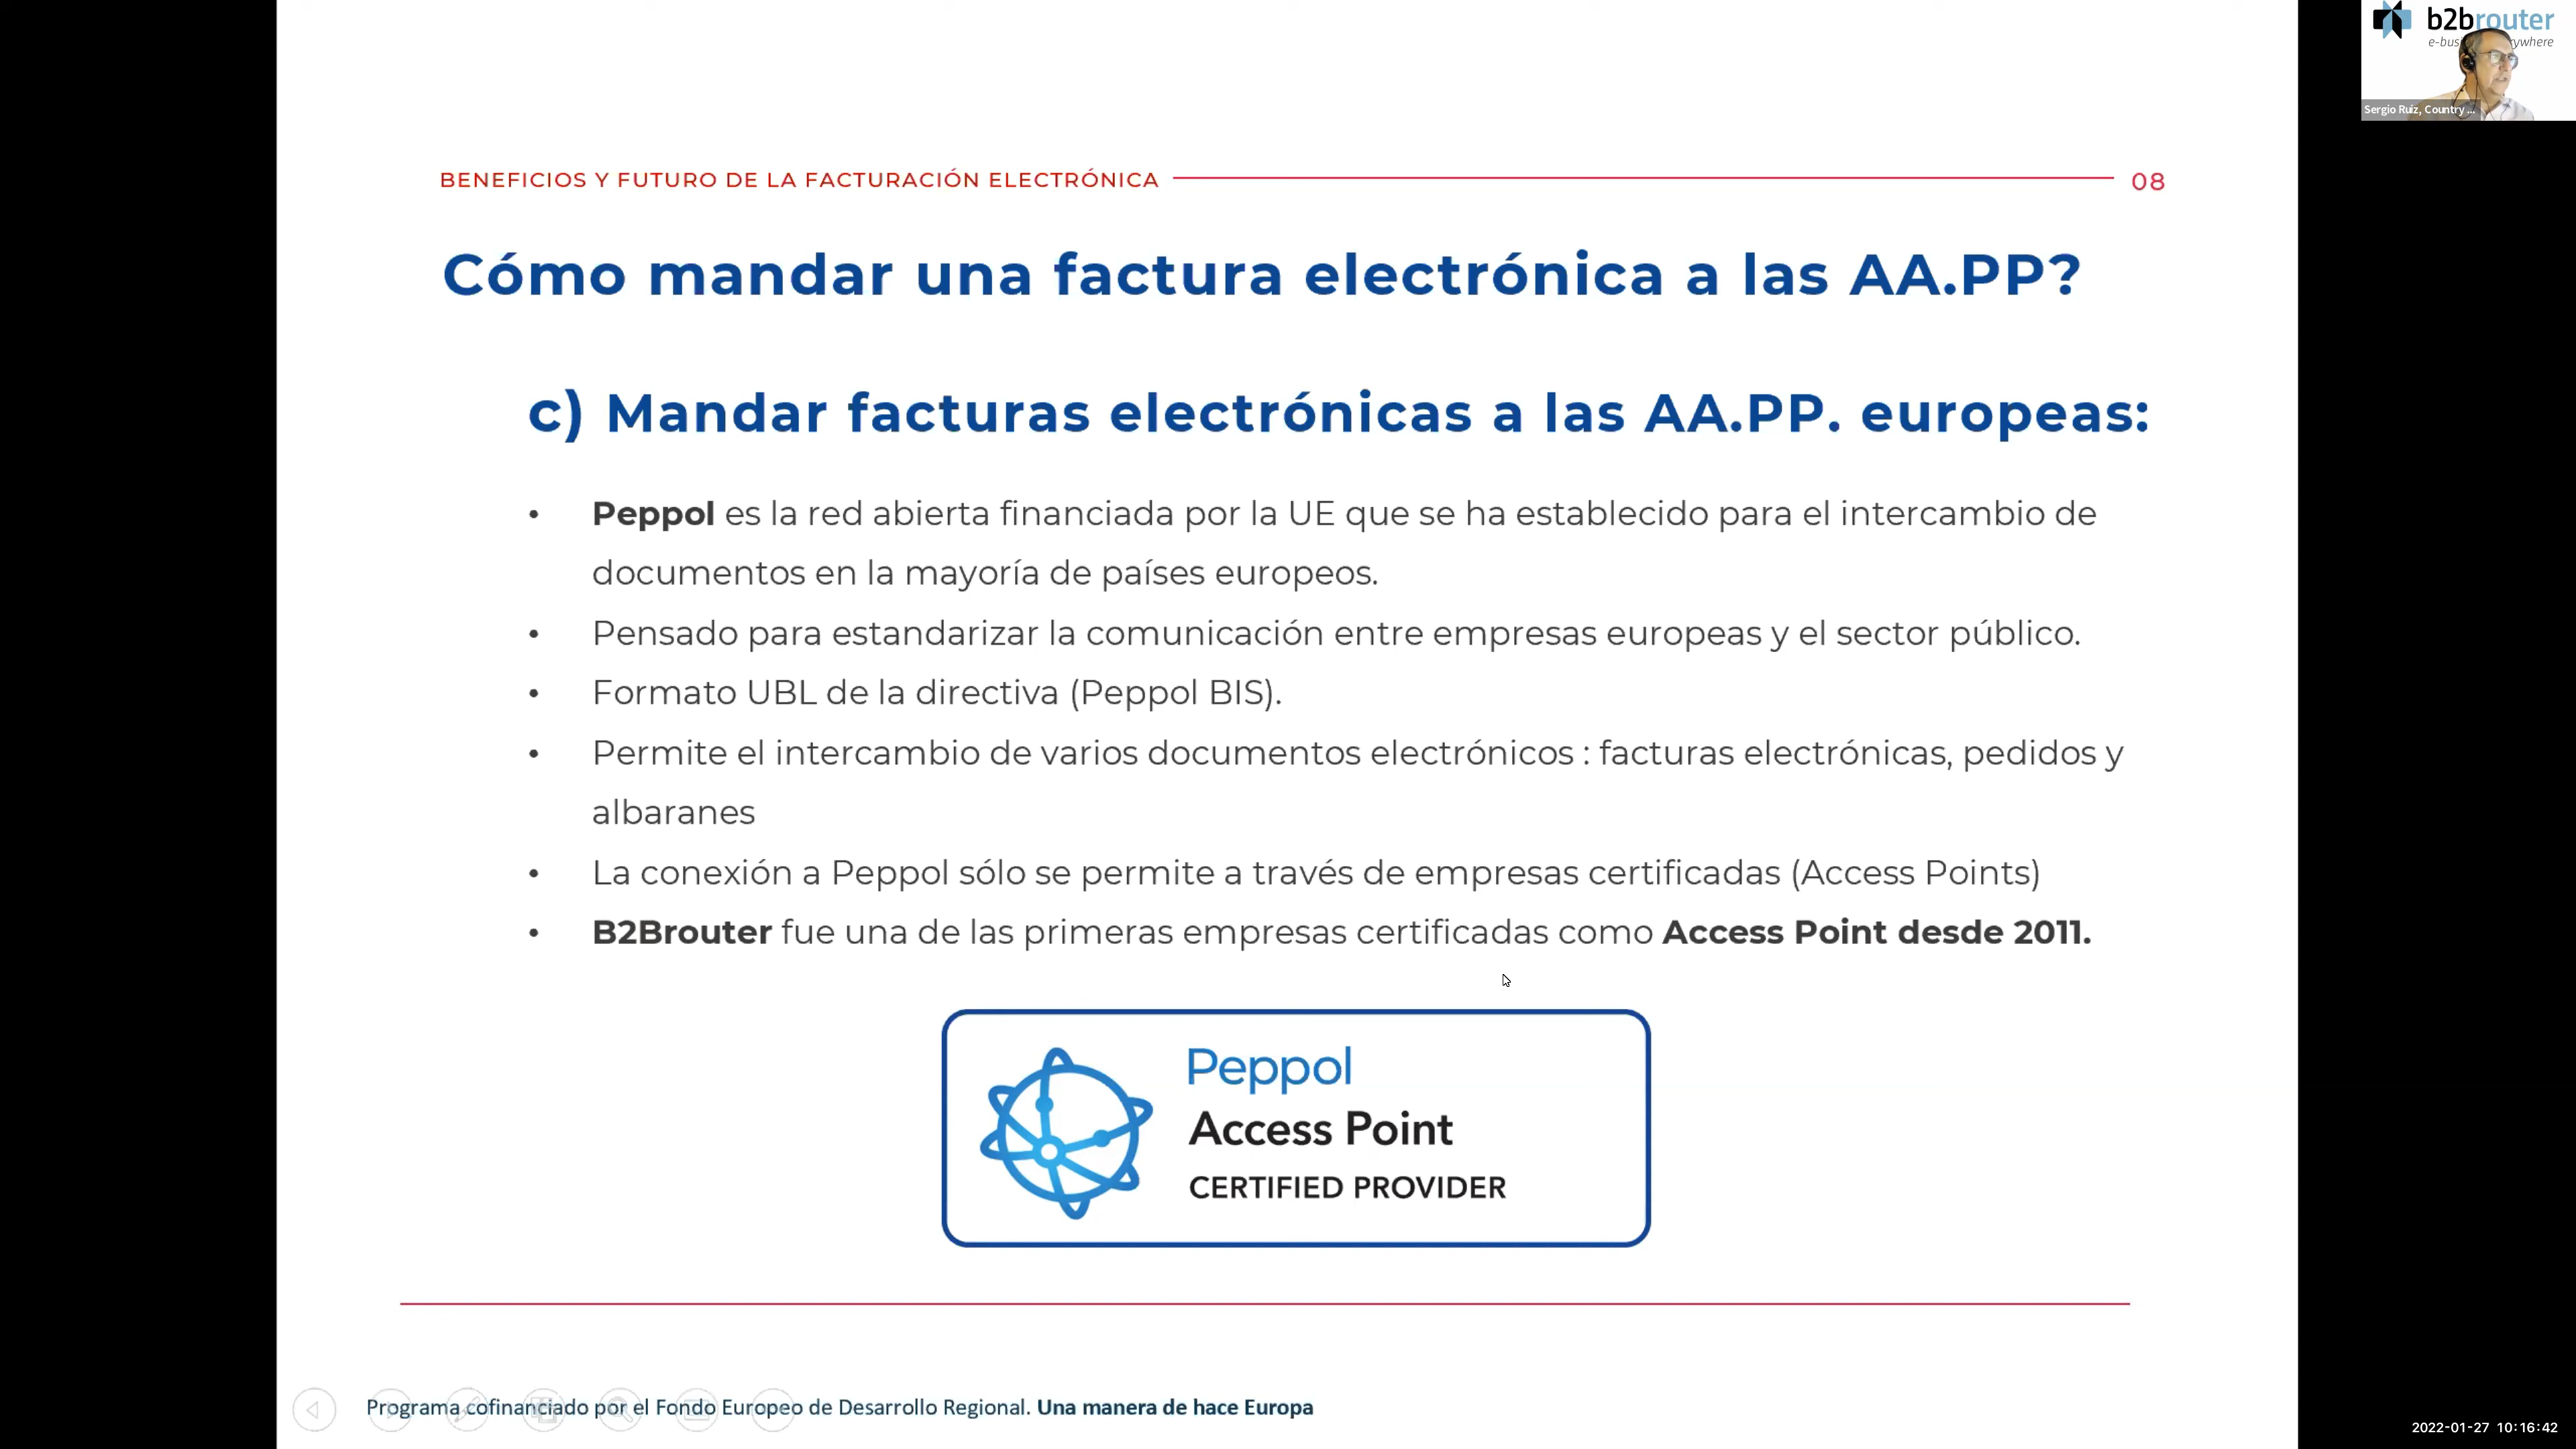 b2brouter
e-busi ywhere
Sergio Ruiz, Country ...
BENEFICIOS Y FUTURO DE LA FACTURACIÓN ELECTRÓNICA 08
Cómo mandar una factura electrónica a las AA.PP?
c) Mandar facturas electrónicas a las AA.PP. europeas:
• Peppol es la red abierta financiada por la UE que se ha establecido para el intercambio de
documentos en la mayoría de países europeos.
• Pensado para estandarizar la comunicación entre empresas europeas y el sector público.
• Formato UBL de la directiva (Peppol BIS).
• Permite el intercambio de varios documentos electrónicos : facturas electrónicas, pedidos y
albaranes
• La conexión a Peppol sólo se permite a través de empresas certificadas (Access Points)
• B2Brouter fue una de las primeras empresas certificadas como Access Point desde 2011.
Peppol
Access Point
CERTIFIED PROVIDER
Programa cofinanciado por el Fondo Europeo de Desarrollo Regional. Una manera de hace Europa
2022-01-27 10:16:42